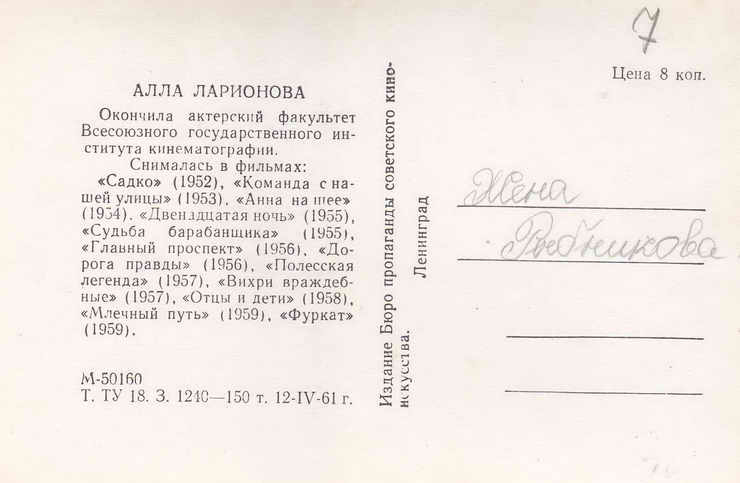 7
Цена 8 коп.
АЛЛА ЛАРИОНОВА
Окончила актерский факультет
Всесоюзного государственного ин-
ститута кинематографии.
Снималась в фильмах:
«Садко» (1952), «Команда с на-
шей улицы» (1953), «Анна на шее»
(1954), «Двенадцатая ночь» (1955),
«Судьба барабанщика» (1955),
«Главный проспект» (1956), «До-
рога правды» (1956), «Полесская
легенда» (1957), «Вихри враждеб-
ные» (1957), «Отцы и дети» (1958),
«Млечный путь» (1959), «Фуркат»
(1959).
М-50160
Т. ТУ 18. З. 1240—150 т. 12-IV-61 г.
Издание Бюро пропаганды советского кино-
искусства.
Ленинград
Жена
Рыбникова